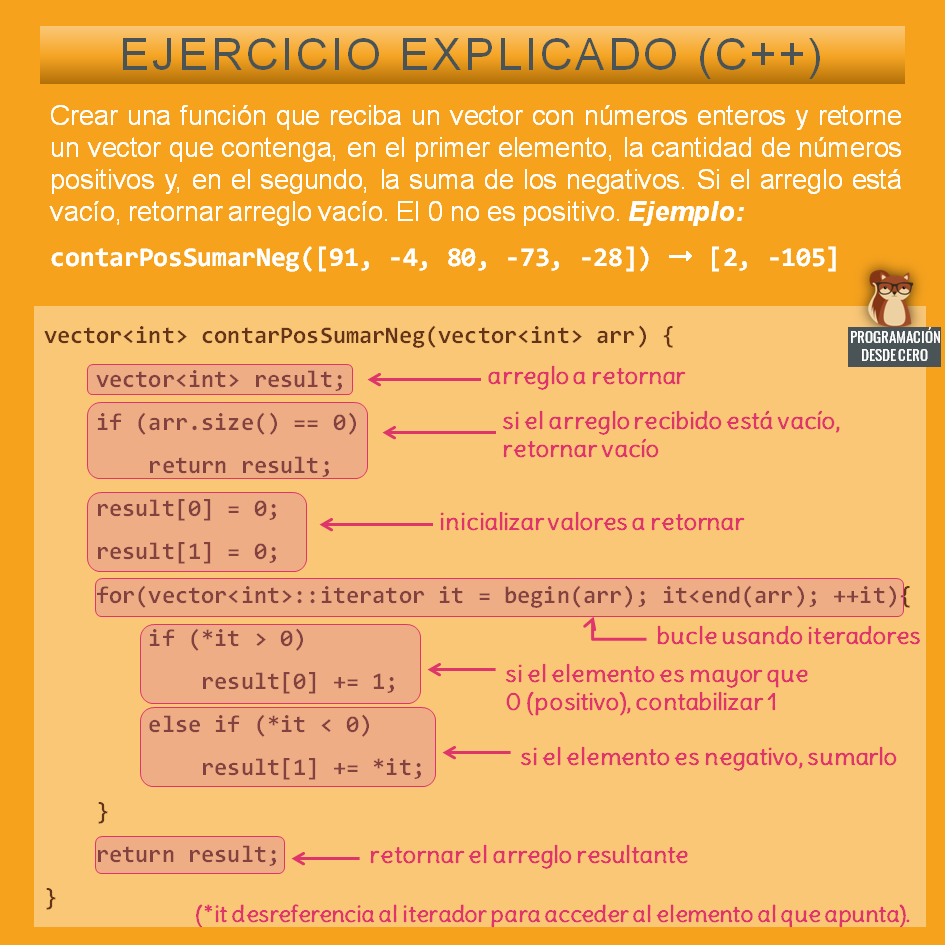 EJERCICIO EXPLICADO (C++)
Crear una función que reciba un vector con números enteros y retorne
un vector que contenga, en el primer elemento, la cantidad de números
positivos y, en el segundo, la suma de los negativos. Si el arreglo está
vacío, retornar arreglo vacío. El 0 no es positivo. Ejemplo:
contarPosSumarNeg([91, -4, 80, -73, -28]) → [2, -105]
PROGRAMACIÓN
DESDE CERO
vector<int> contarPosSumarNeg(vector<int> arr) {
vector<int> result;
arreglo a retornar
if (arr.size() == 0)
return result;
si el arreglo recibido está vacío,
retornar vacío
result[0] = 0;
result[1] = 0;
inicializar valores a retornar
for(vector<int>::iterator it = begin(arr); it<end(arr); ++it){
bucle usando iteradores
if (*it > 0)
result[0] += 1;
si el elemento es mayor que
0 (positivo), contabilizar 1
else if (*it < 0)
result[1] += *it;
si el elemento es negativo, sumarlo
}
return result;
retornar el arreglo resultante
}
(*it desreferencia al iterador para acceder al elemento al que apunta).